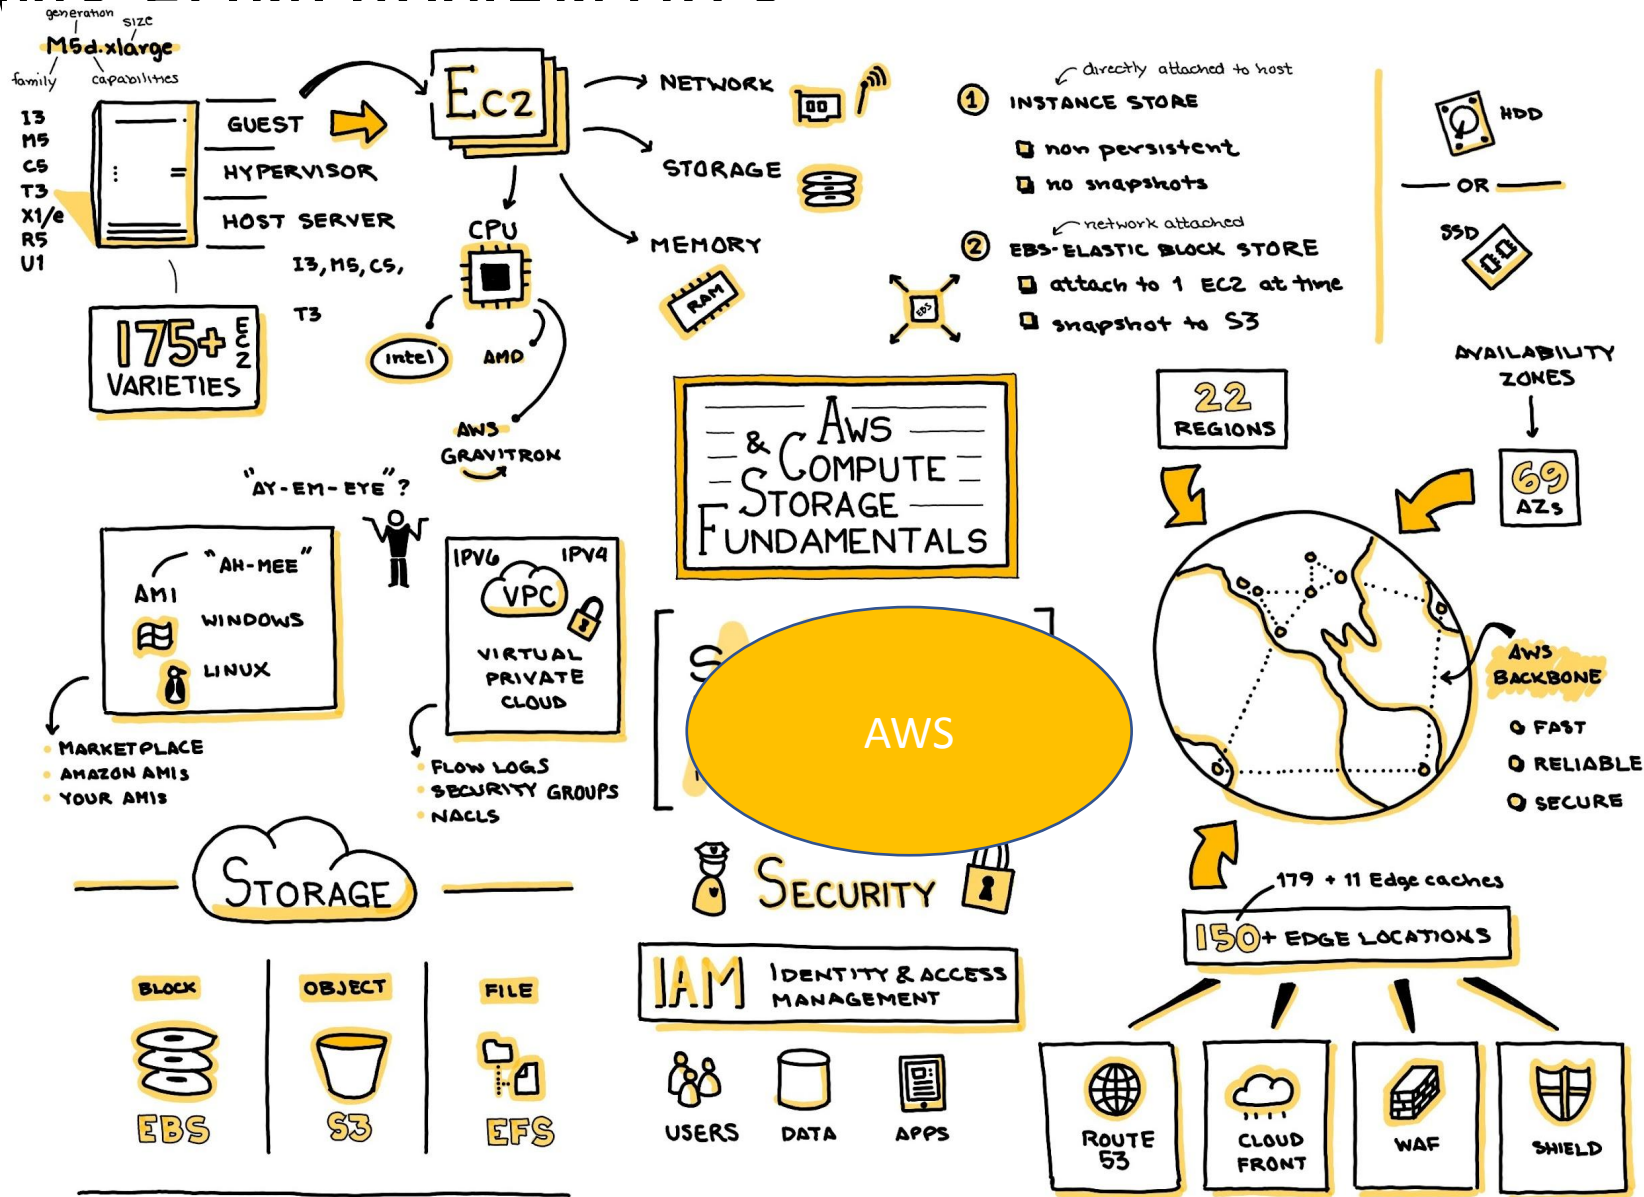 generation
size
M5d.xlarge
family
capabilities
I3
M5
C5
T3
X1/e
R5
U1
GUEST
HYPERVISOR
HOST SERVER
I3, M5, C5,
T3
175+ EC2
VARIETIES
EC2
NETWORK
STORAGE
MEMORY
RAM
CPU
intel
AMD
AWS
GRAVITRON
directly attached to host
1 INSTANCE STORE
non persistent
no snapshots
network attached
2 EBS-ELASTIC BLOCK STORE
attach to 1 EC2 at time
snapshot to S3
EBS
HDD
OR
SSD
AWS
& COMPUTE
STORAGE
FUNDAMENTALS
22
REGIONS
AVAILABILITY
ZONES
69
AZs
AWS
BACKBONE
FAST
RELIABLE
SECURE
179 + 11 Edge caches
150+ EDGE LOCATIONS
ROUTE
53
CLOUD
FRONT
WAF
SHIELD
"AY-EM-EYE"?
"AH-MEE"
AMI
WINDOWS
LINUX
MARKETPLACE
AMAZON AMIs
YOUR AMIs
IPV6
IPV4
VPC
VIRTUAL
PRIVATE
CLOUD
FLOW LOGS
SECURITY GROUPS
NACLS
AWS
STORAGE
BLOCK
OBJECT
FILE
EBS
S3
EFS
SECURITY
IAM IDENTITY & ACCESS
MANAGEMENT
USERS
DATA
APPS